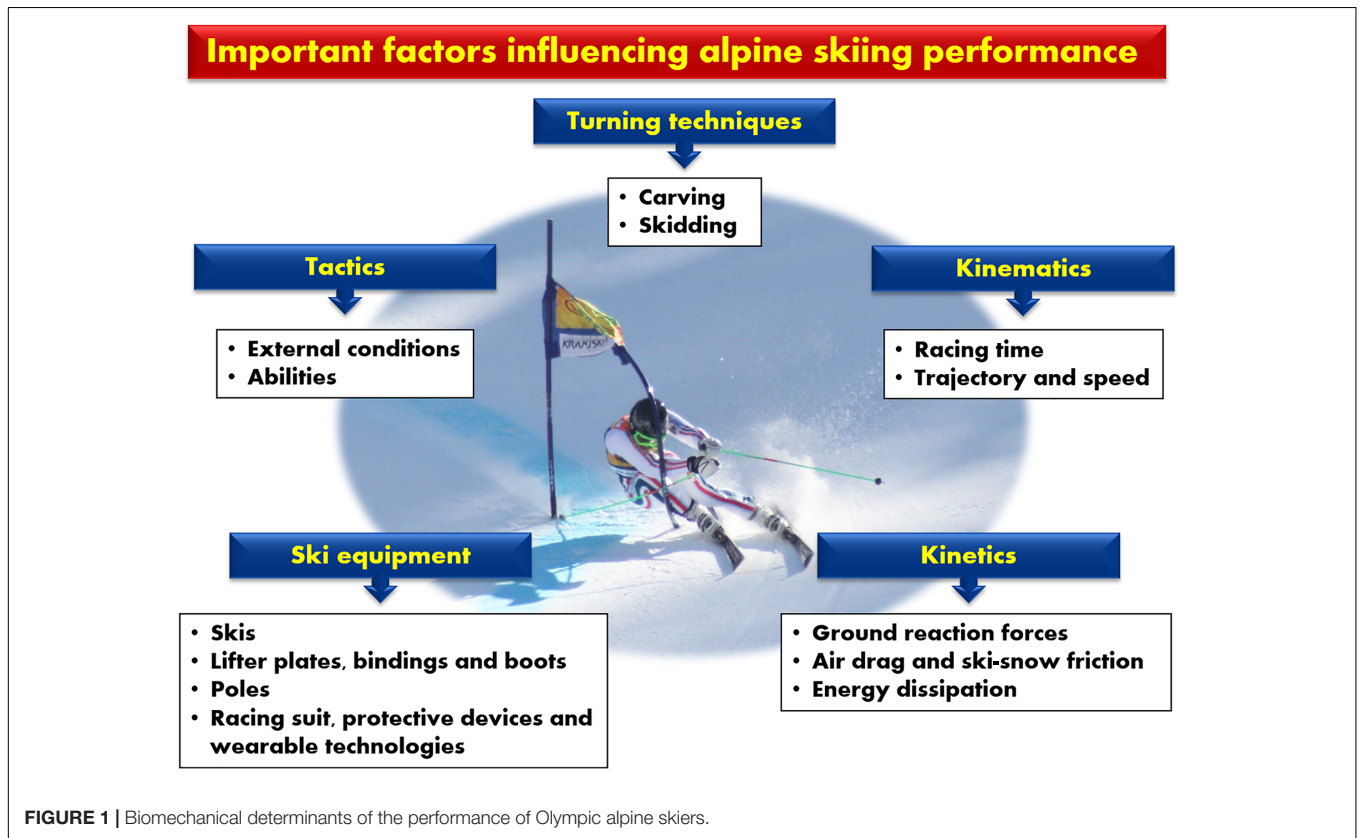 Important factors influencing alpine skiing performance
Turning techniques
• Carving
• Skidding
Tactics
• External conditions
• Abilities
Kinematics
• Racing time
• Trajectory and speed
Ski equipment
• Skis
• Lifter plates, bindings and boots
• Poles
• Racing suit, protective devices and
wearable technologies
Kinetics
• Ground reaction forces
• Air drag and ski-snow friction
• Energy dissipation
FIGURE 1 | Biomechanical determinants of the performance of Olympic alpine skiers.